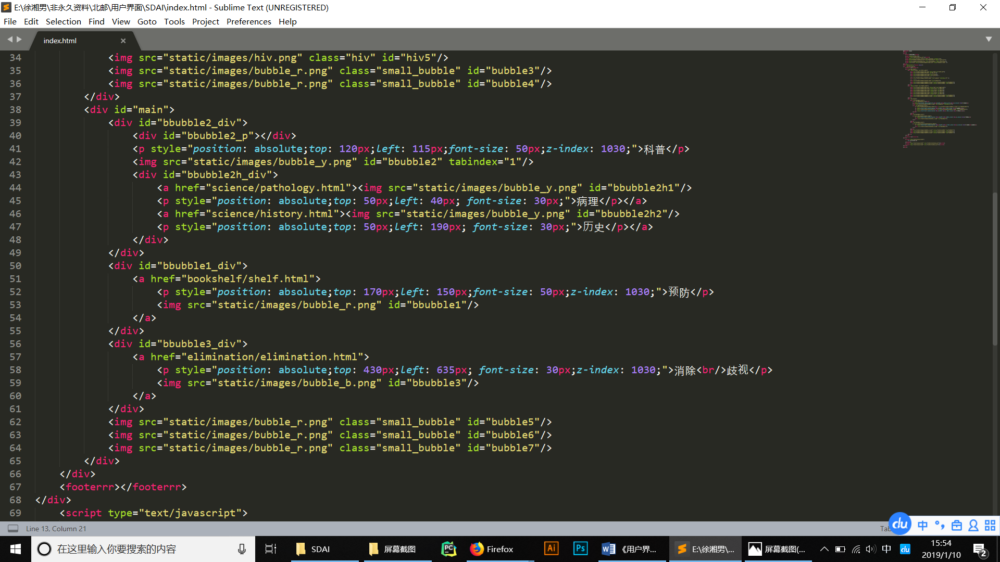 E:\徐湘男\非永久资料\北邮\用户界面\SDAI\index.html - Sublime Text (UNREGISTERED)
File Edit Selection Find View Goto Tools Project Preferences Help
index.html
34 <img src="static/images/hiv.png" class="hiv" id="hiv5"/>
35 <img src="static/images/bubble_r.png" class="small_bubble" id="bubble3"/>
36 <img src="static/images/bubble_r.png" class="small_bubble" id="bubble4"/>
37 </div>
38 <div id="main">
39 <div id="bbubble2_div">
40 <div id="bbubble2_p"></div>
41 <p style="position: absolute;top: 120px;left: 115px;font-size: 50px;z-index: 1030;">科普</p>
42 <img src="static/images/bubble_y.png" id="bbubble2" tabindex="1"/>
43 <div id="bbubble2h_div">
44 <a href="science/pathology.html"><img src="static/images/bubble_y.png" id="bbubble2h1"/>
45 <p style="position: absolute;top: 50px;left: 40px; font-size: 30px;">病理</p></a>
46 <a href="science/history.html"><img src="static/images/bubble_y.png" id="bbubble2h2"/>
47 <p style="position: absolute;top: 50px;left: 190px; font-size: 30px;">历史</p></a>
48 </div>
49 </div>
50 <div id="bbubble1_div">
51 <a href="bookshelf/shelf.html">
52 <p style="position: absolute;top: 170px;left: 150px;font-size: 50px;z-index: 1030;">预防</p>
53 <img src="static/images/bubble_r.png" id="bbubble1"/>
54 </a>
55 </div>
56 <div id="bbubble3_div">
57 <a href="elimination/elimination.html">
58 <p style="position: absolute;top: 430px;left: 635px; font-size: 30px;z-index: 1030;">消除<br/>歧视</p>
59 <img src="static/images/bubble_b.png" id="bbubble3"/>
60 </a>
61 </div>
62 <img src="static/images/bubble_r.png" class="small_bubble" id="bubble5"/>
63 <img src="static/images/bubble_r.png" class="small_bubble" id="bubble6"/>
64 <img src="static/images/bubble_r.png" class="small_bubble" id="bubble7"/>
65 </div>
66 </div>
67 <footerrr></footerrr>
68 </div>
69 <script type="text/javascript">
Line 13, Column 21
du 中
在这里输入你要搜索的内容 SDAI 屏幕截图 PC Firefox Ai Ps 《用户界... E:\徐湘男\... 屏幕截图(... 中 du 15:54
2019/1/10 2